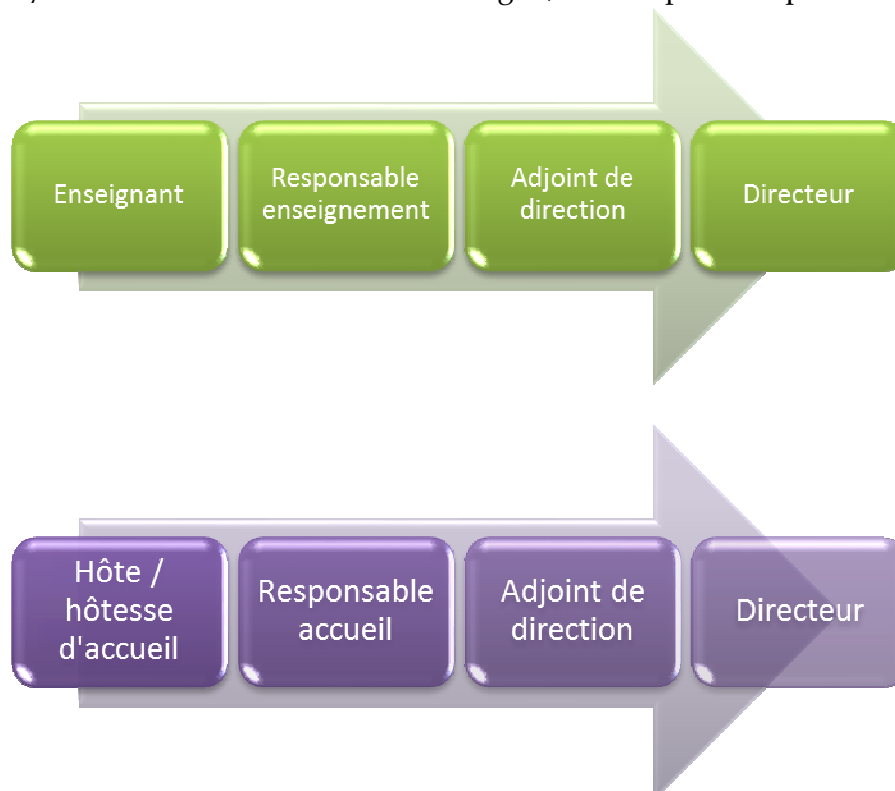 Enseignant
Responsable
enseignement
Adjoint de
direction
Directeur
Hôte /
hôtesse
d'accueil
Responsable
accueil
Adjoint de
direction
Directeur